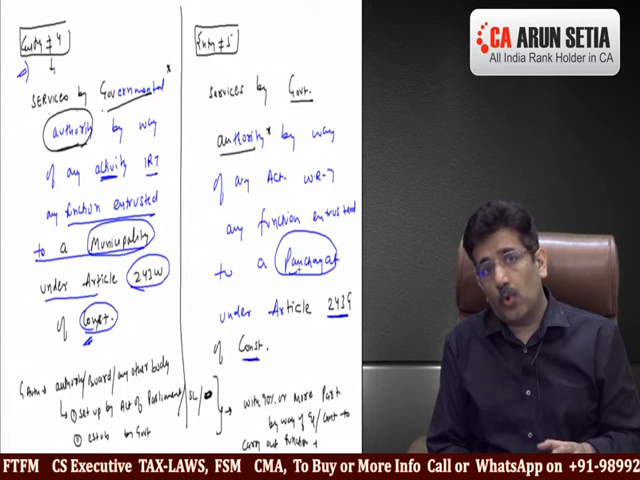 Entry # 4
SERVICES by Governmental*
authority by way
of any activity IRT
any function entrusted
to a Municipality
under Article 243W
of Const.
authority/Board/any other body
① set up by Act of Parliament/SL/
① estab by Govt
Entry # 5
services by Govt.
authority* by way
of any Act. W.R.T
any function entrusted
to a Panchayat
under Article 243G
of Const.
with 90% or more Part
by way of Eq/Cont to
carry out function
CA ARUN SETIA
All India Rank Holder in CA
FTFM CS Executive TAX-LAWS, FSM CMA, To Buy or More Info Call or WhatsApp on +91-98992